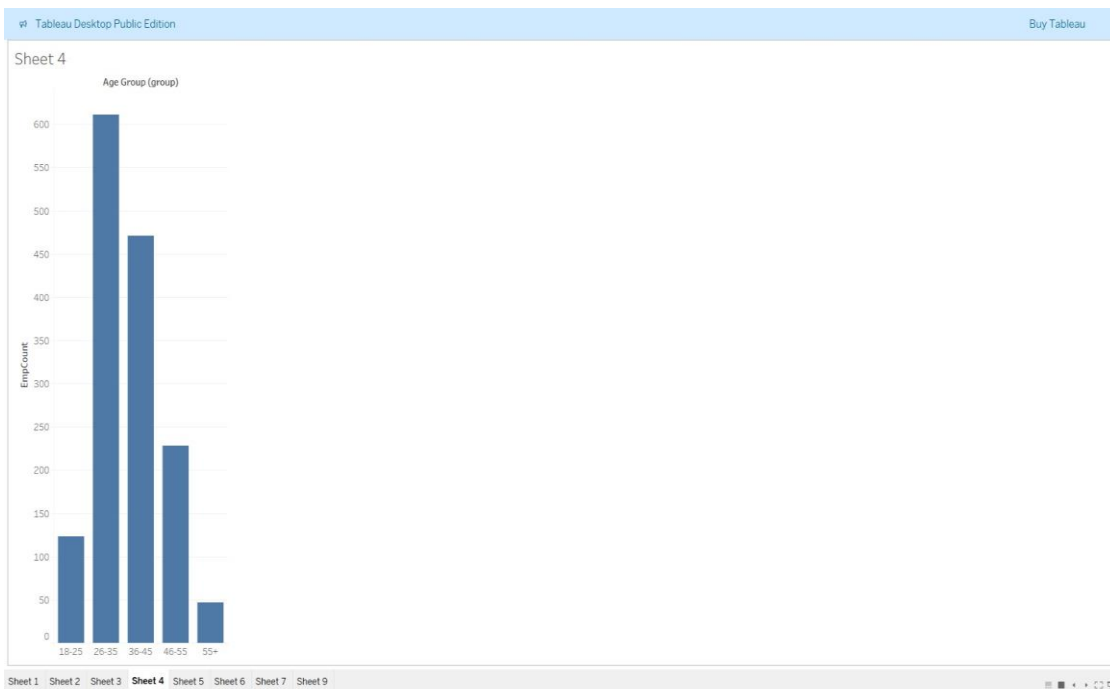 Tableau Desktop Public Edition Buy Tableau
Sheet 4
Age Group (group)
600
550
500
450
400
350
300
250
200
150
100
50
0
EmpCount
18-25 26-35 36-45 46-55 55+
Sheet 1 Sheet 2 Sheet 3 Sheet 4 Sheet 5 Sheet 6 Sheet 7 Sheet 9